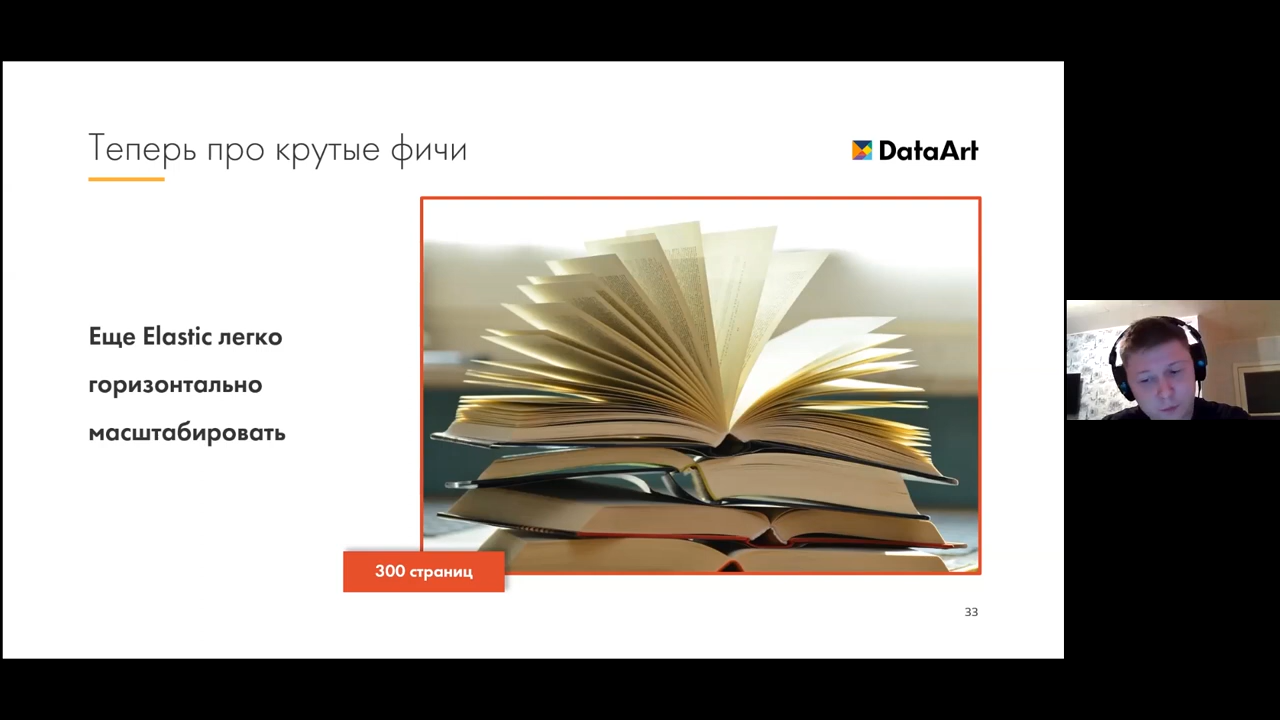 Теперь про крутые фичи
DataArt
Еще Elastic легко
горизонтально
масштабировать
300 страниц
33